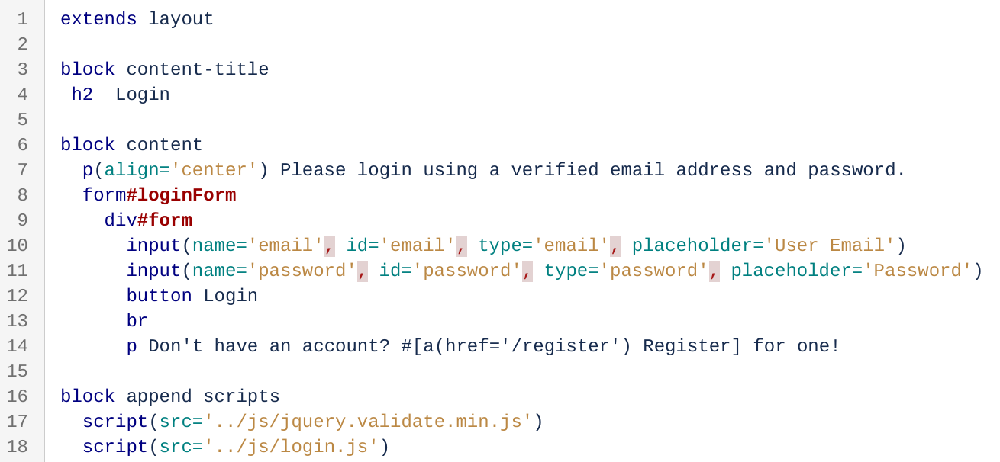 1 extends layout
2
3 block content-title
4  h2  Login
5
6 block content
7   p(align='center') Please login using a verified email address and password.
8   form#loginForm
9     div#form
10       input(name='email', id='email', type='email', placeholder='User Email')
11       input(name='password', id='password', type='password', placeholder='Password')
12       button Login
13       br
14       p Don't have an account? #[a(href='/register') Register] for one!
15
16 block append scripts
17   script(src='../js/jquery.validate.min.js')
18   script(src='../js/login.js')